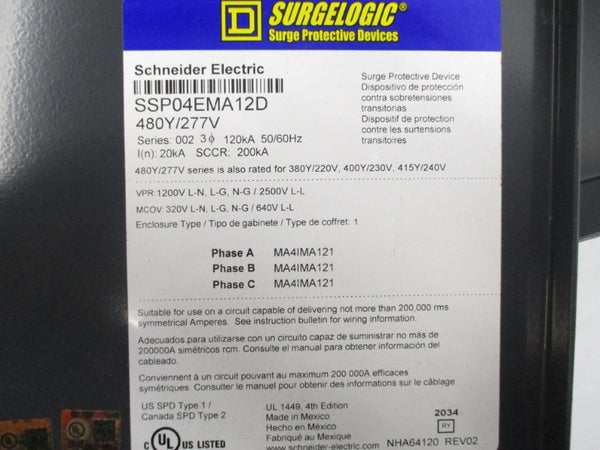 SURGELOGIC®
Surge Protective Devices
Schneider Electric
SSP04EMA12D
480Y/277V
Series: 002 3ϕ 120kA 50/60Hz
I(n): 20kA SCCR: 200kA
Surge Protective Device
Dispositivo de protección
contra sobretensiones
transitorias
Dispositif de protection
contre les surtensions
transitoires
480Y/277V series is also rated for 380Y/220V, 400Y/230V, 415Y/240V
VPR: 1200V L-N, L-G, N-G / 2500V L-L
MCOV: 320V L-N, L-G, N-G / 640V L-L
Enclosure Type / Tipo de gabinete / Type de coffret: 1
Phase A MA4IMA121
Phase B MA4IMA121
Phase C MA4IMA121
Suitable for use on a circuit capable of delivering not more than 200,000 rms
symmetrical Amperes. See instruction bulletin for wiring information.
Adecuados para utilizarse con un circuito capaz de suministrar no más de
200000A simétricos rcm. Consulte el manual para obtener información del
cableado.
Conviennent à un circuit pouvant au maximum 200 000A efficaces
symétriques. Consulter le manuel pour obtenir des informations sur le câblage
US SPD Type 1 /
Canada SPD Type 2
C UL US LISTED
UL 1449, 4th Edition
Made in Mexico
Hecho en México
Fabriqué au Mexique
www.schneider-electric.com
2034
RY
NHA64120 REV02